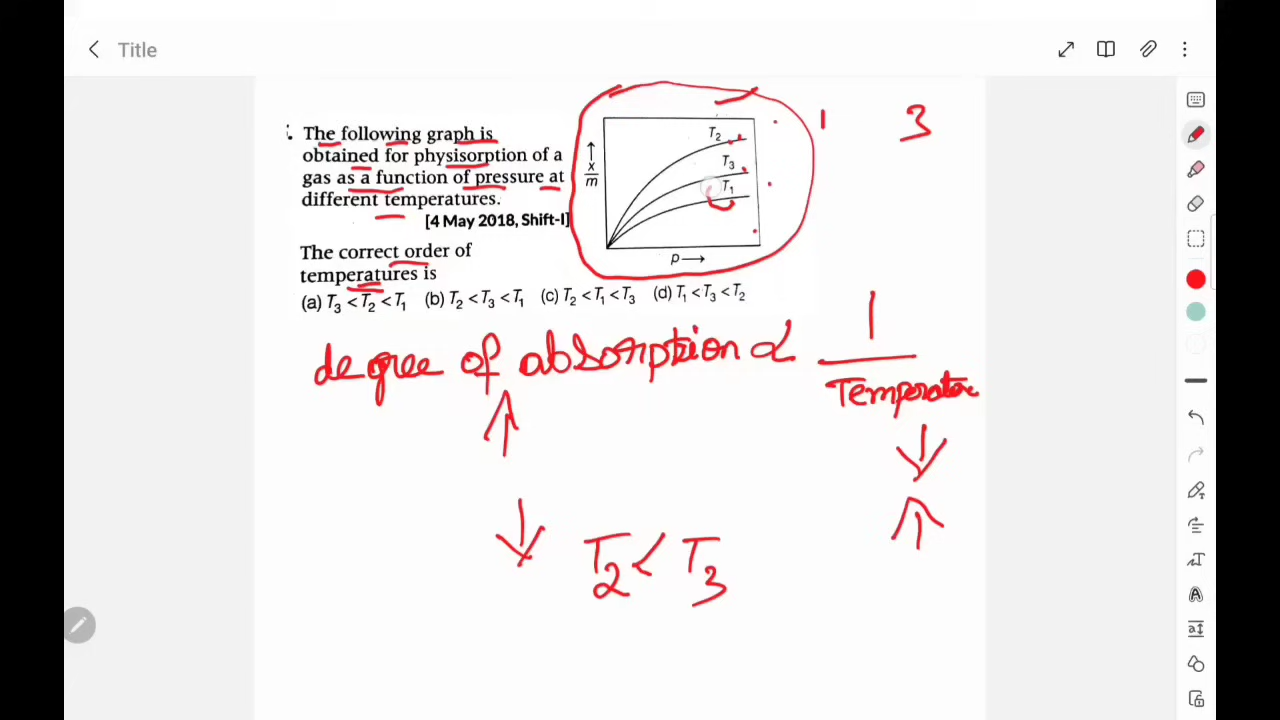 Title
1 3
The following graph is
obtained for physisorption of a
gas as a function of pressure at
different temperatures.
[4 May 2018, Shift-I]
x/m
T₂
T₃
T₁
p→
The correct order of
temperatures is
(a) T₃ < T₂ < T₁ (b) T₂ < T₃ < T₁ (c) T₂ < T₁ < T₃ (d) T₁ < T₃ < T₂
degree of absorption ∝ 1/Temperature
T₂ < T₃